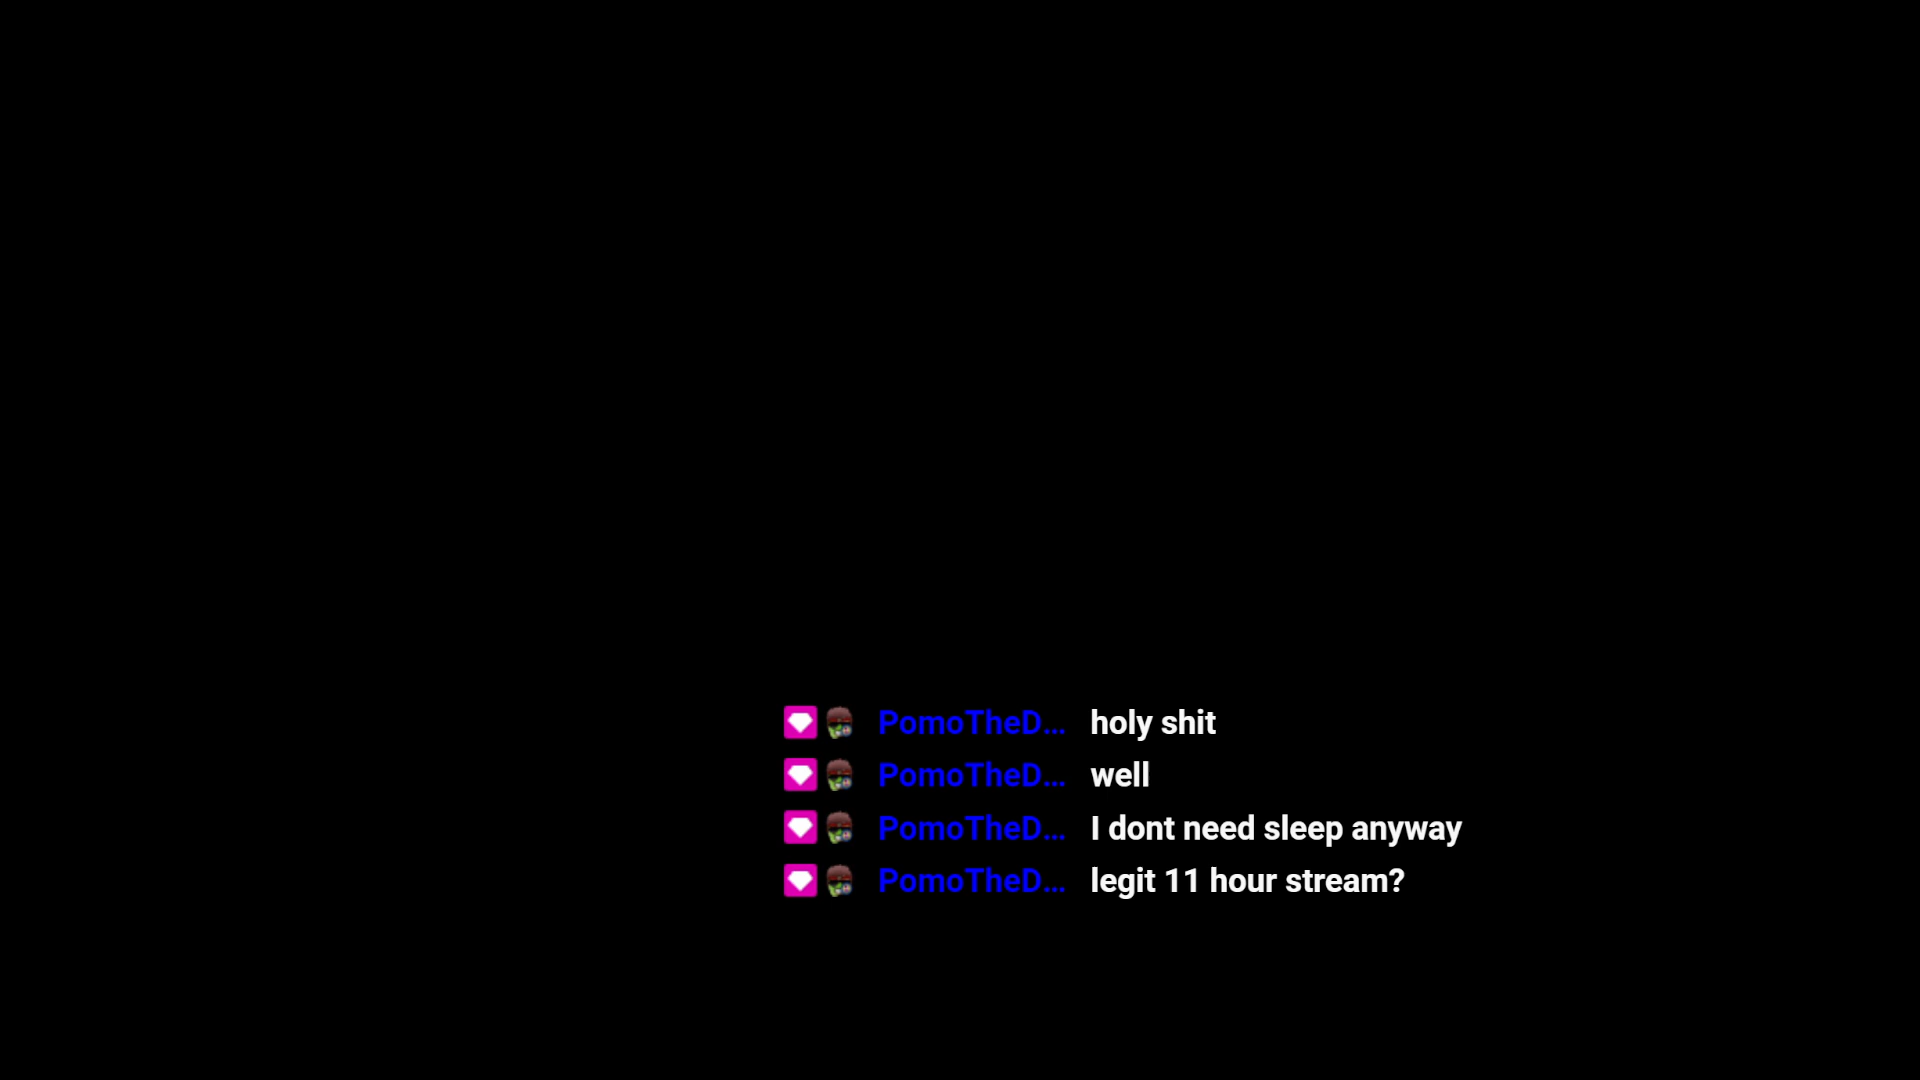 PomoTheD... holy shit
PomoTheD... well
PomoTheD... I dont need sleep anyway
PomoTheD... legit 11 hour stream?